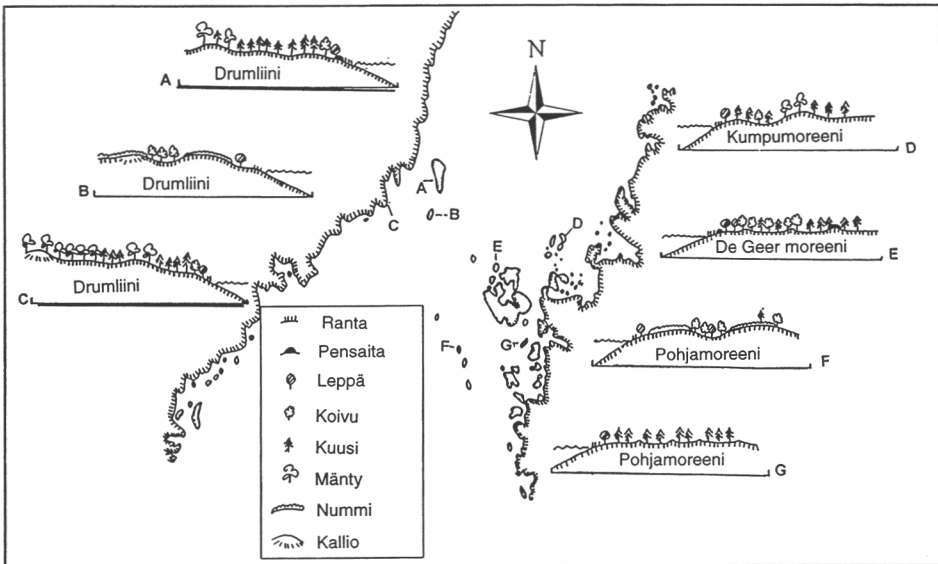 Drumliini
A
N
Kumpumoreeni
D
Drumliini
B
A
B
C
D
De Geer moreeni
E
E
Drumliini
C
Ranta
Pensaita
Leppä
Koivu
Kuusi
Mänty
Nummi
Kallio
F
G
Pohjamoreeni
F
Pohjamoreeni
G